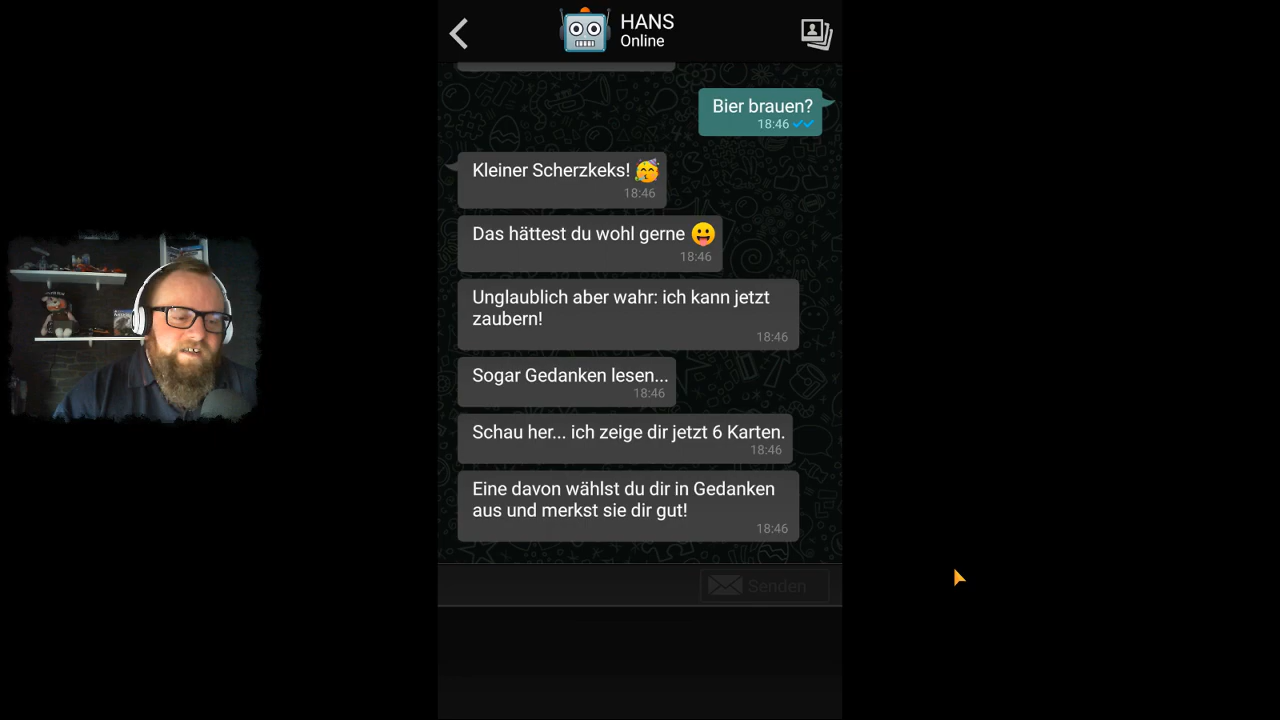 HANS
Online
Bier brauen?
18:46
Kleiner Scherzkeks! 🥳
18:46
Das hättest du wohl gerne 😛
18:46
Unglaublich aber wahr: ich kann jetzt
zaubern!
18:46
Sogar Gedanken lesen...
18:46
Schau her... ich zeige dir jetzt 6 Karten.
18:46
Eine davon wählst du dir in Gedanken
aus und merkst sie dir gut!
18:46
Senden